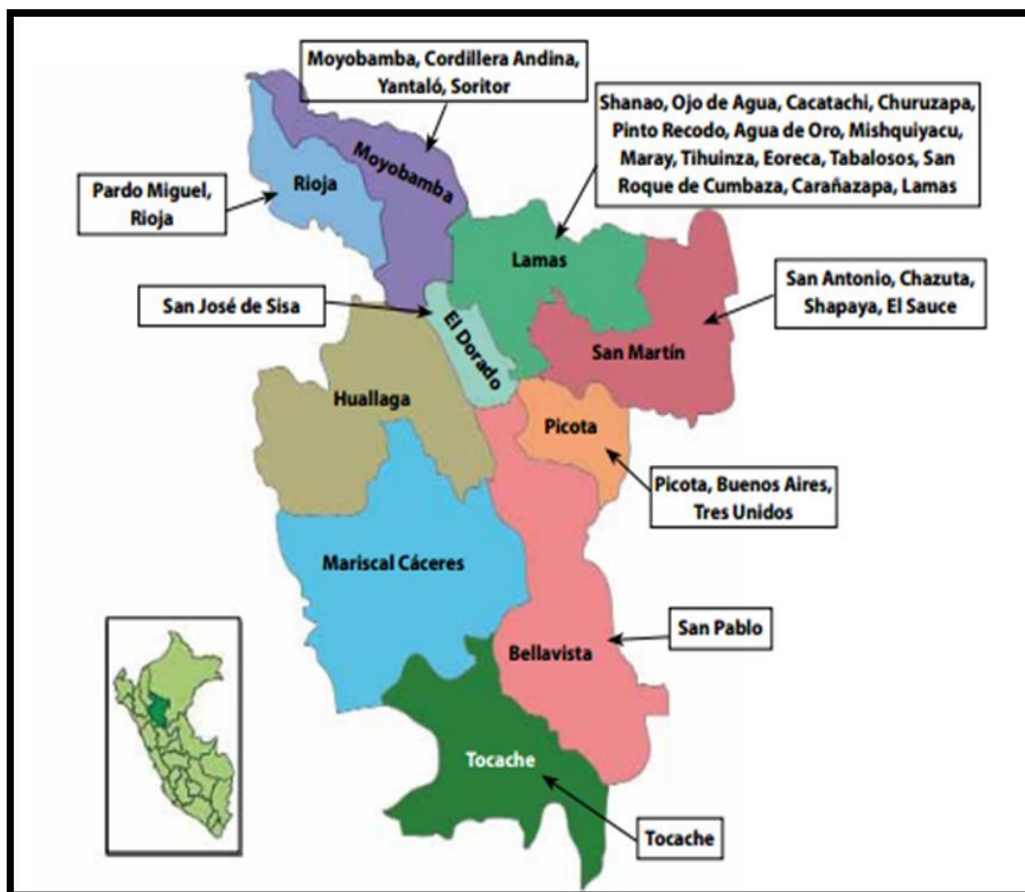 Moyobamba, Cordillera Andina,
Yantaló, Soritor
Shanao, Ojo de Agua, Cacatachi, Churuzapa,
Pinto Recodo, Agua de Oro, Mishquiyacu,
Maray, Tihuinza, Eoreca, Tabalosos, San
Roque de Cumbaza, Carañazapa, Lamas
Moyobamba
Rioja
Pardo Miguel,
Rioja
Lamas
San Antonio, Chazuta,
Shapaya, El Sauce
San José de Sisa
El Dorado
San Martín
Huallaga
Picota
Picota, Buenos Aires,
Tres Unidos
Mariscal Cáceres
San Pablo
Bellavista
Tocache
Tocache